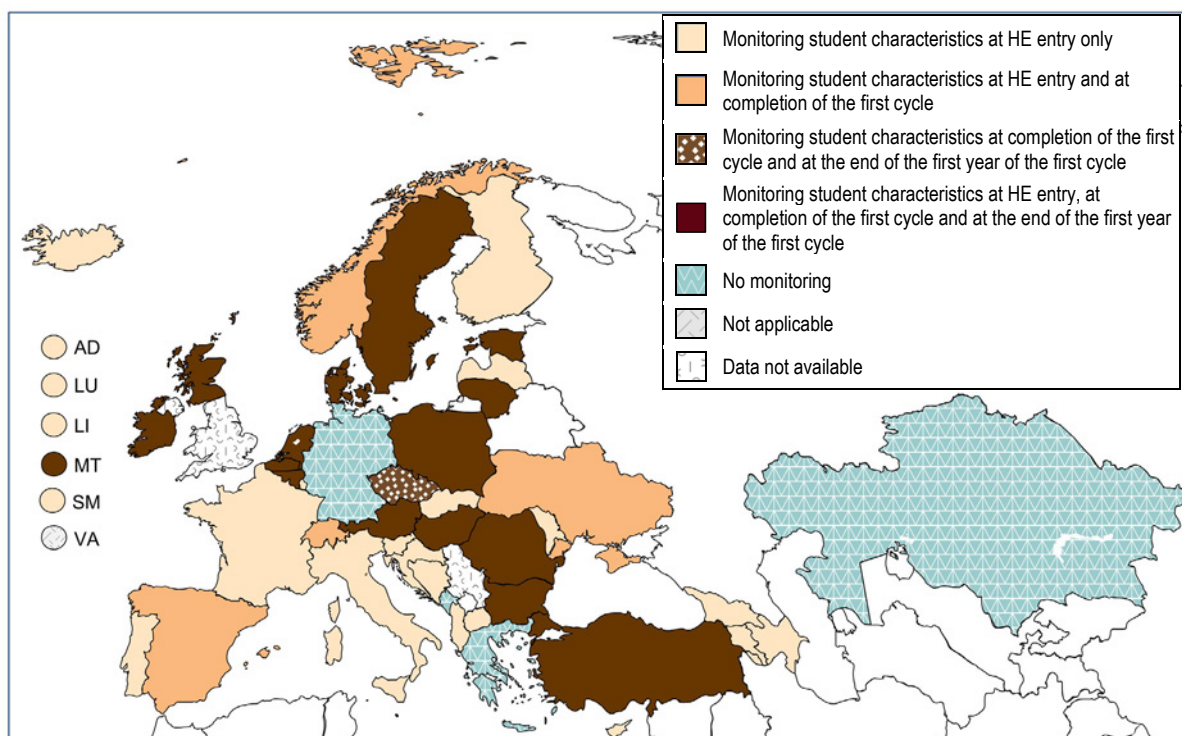 Monitoring student characteristics at HE entry only
Monitoring student characteristics at HE entry and at
completion of the first cycle
Monitoring student characteristics at completion of the first
cycle and at the end of the first year of the first cycle
Monitoring student characteristics at HE entry, at
completion of the first cycle and at the end of the first year
of the first cycle
No monitoring
Not applicable
Data not available
AD
LU
LI
MT
SM
VA